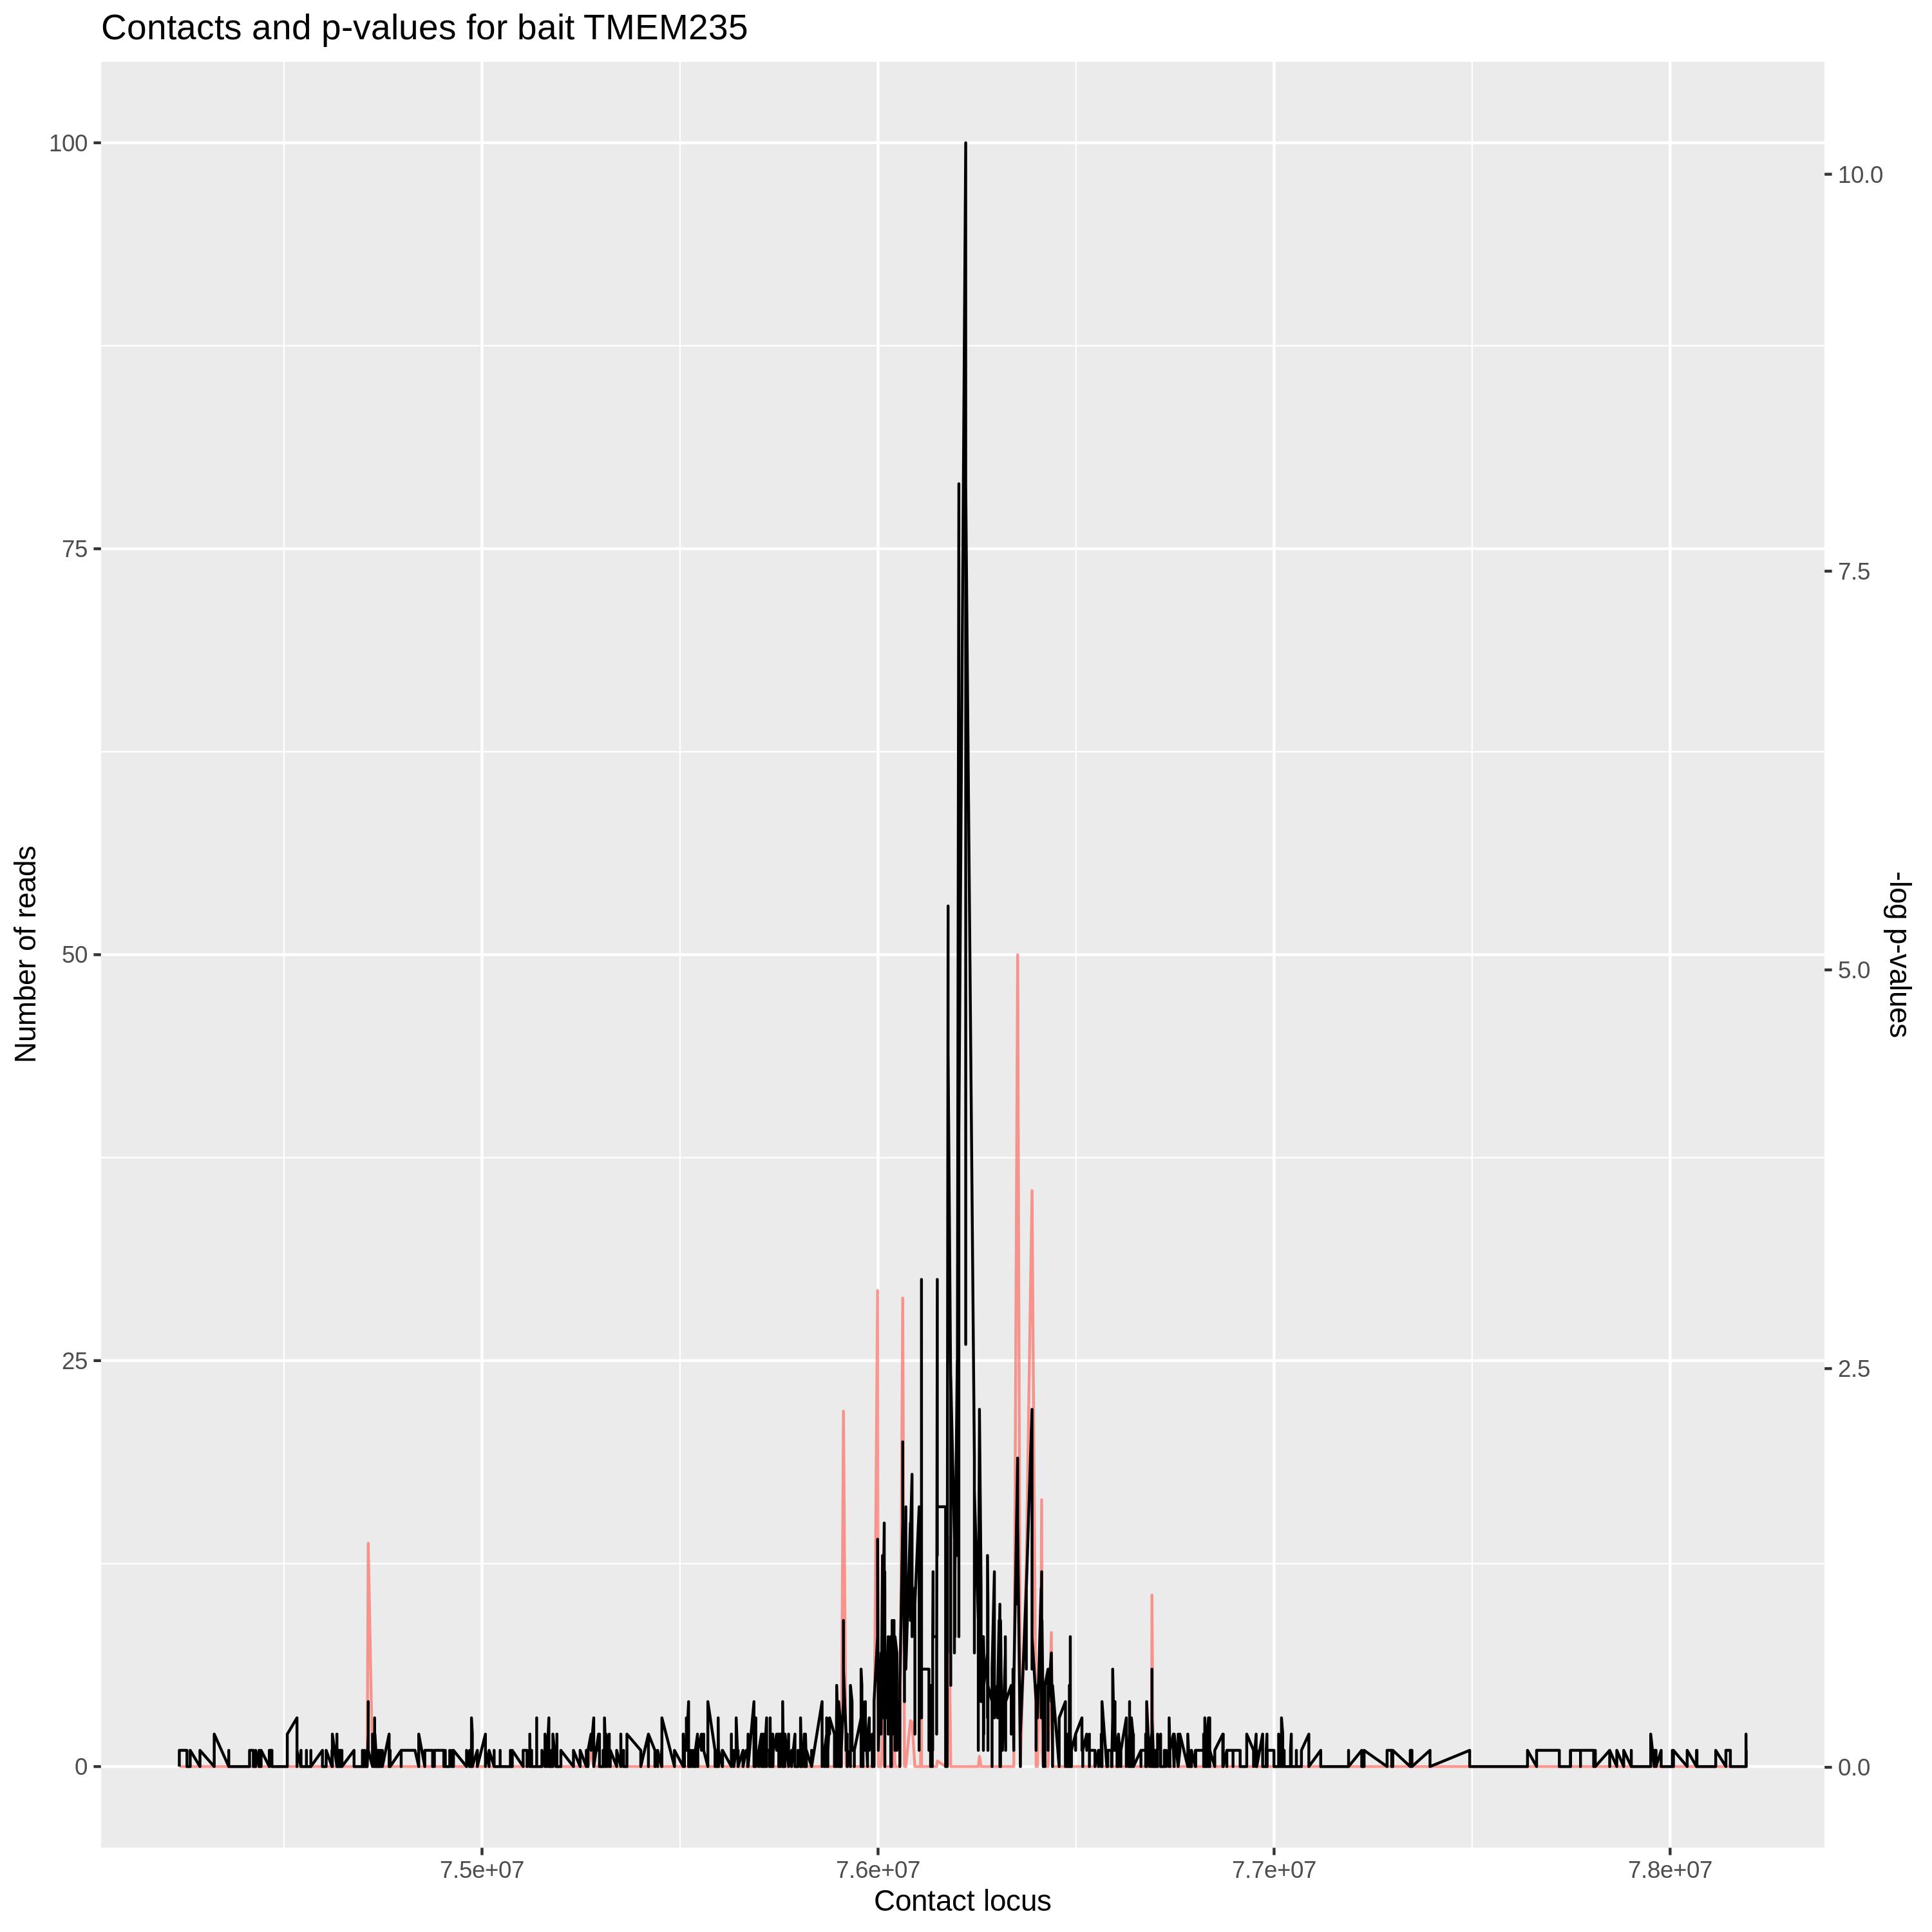 Contacts and p-values for bait TMEM235
100
75
50
25
0
Number of reads
10.0
7.5
5.0
2.5
0.0
-log p-values
7.5e+07
7.6e+07
7.7e+07
7.8e+07
Contact locus